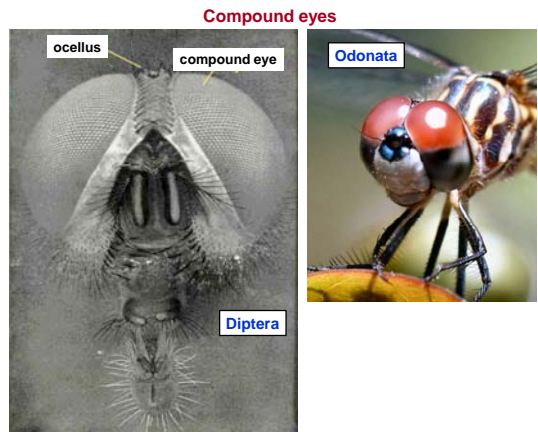 Compound eyes
ocellus
compound eye
Odonata
Diptera